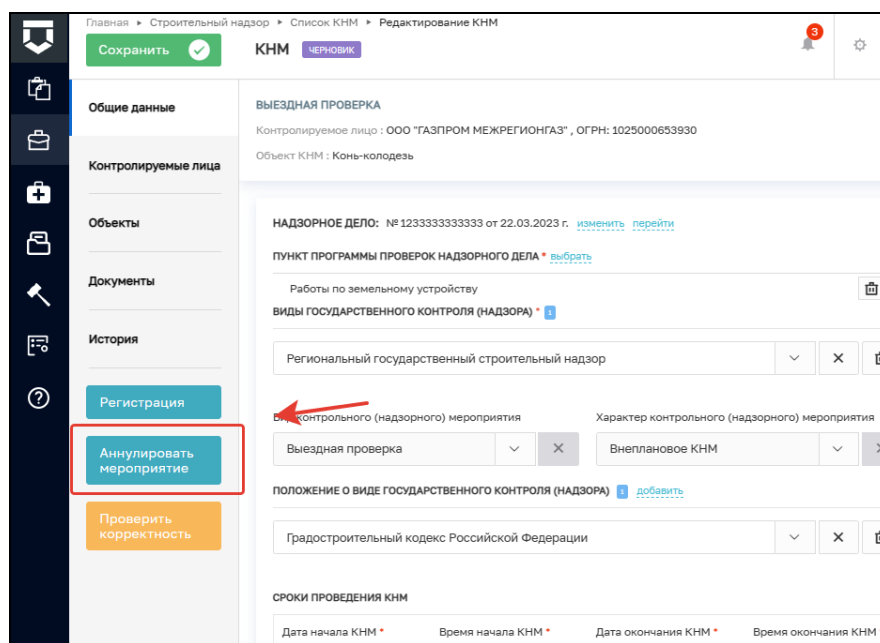 Главная ▸ Строительный надзор ▸ Список КНМ ▸ Редактирование КНМ
Сохранить
КНМ ЧЕРНОВИК
3
Общие данные
Контролируемые лица
Объекты
Документы
История
Регистрация
Аннулировать
мероприятие
Проверить
корректность
ВЫЕЗДНАЯ ПРОВЕРКА
Контролируемое лицо : ООО "ГАЗПРОМ МЕЖРЕГИОНГАЗ" , ОГРН: 1025000653930
Объект КНМ : Конь-колодезь
НАДЗОРНОЕ ДЕЛО: № 1233333333333 от 22.03.2023 г. изменить перейти
ПУНКТ ПРОГРАММЫ ПРОВЕРОК НАДЗОРНОГО ДЕЛА * выбрать
Работы по земельному устройству
ВИДЫ ГОСУДАРСТВЕННОГО КОНТРОЛЯ (НАДЗОРА) * 1
Региональный государственный строительный надзор
контрольного (надзорного) мероприятия
Характер контрольного (надзорного) мероприятия
Выездная проверка
Внеплановое КНМ
ПОЛОЖЕНИЕ О ВИДЕ ГОСУДАРСТВЕННОГО КОНТРОЛЯ (НАДЗОРА) 1 добавить
Градостроительный кодекс Российской Федерации
СРОКИ ПРОВЕДЕНИЯ КНМ
Дата начала КНМ * Время начала КНМ * Дата окончания КНМ * Время окончания КНМ